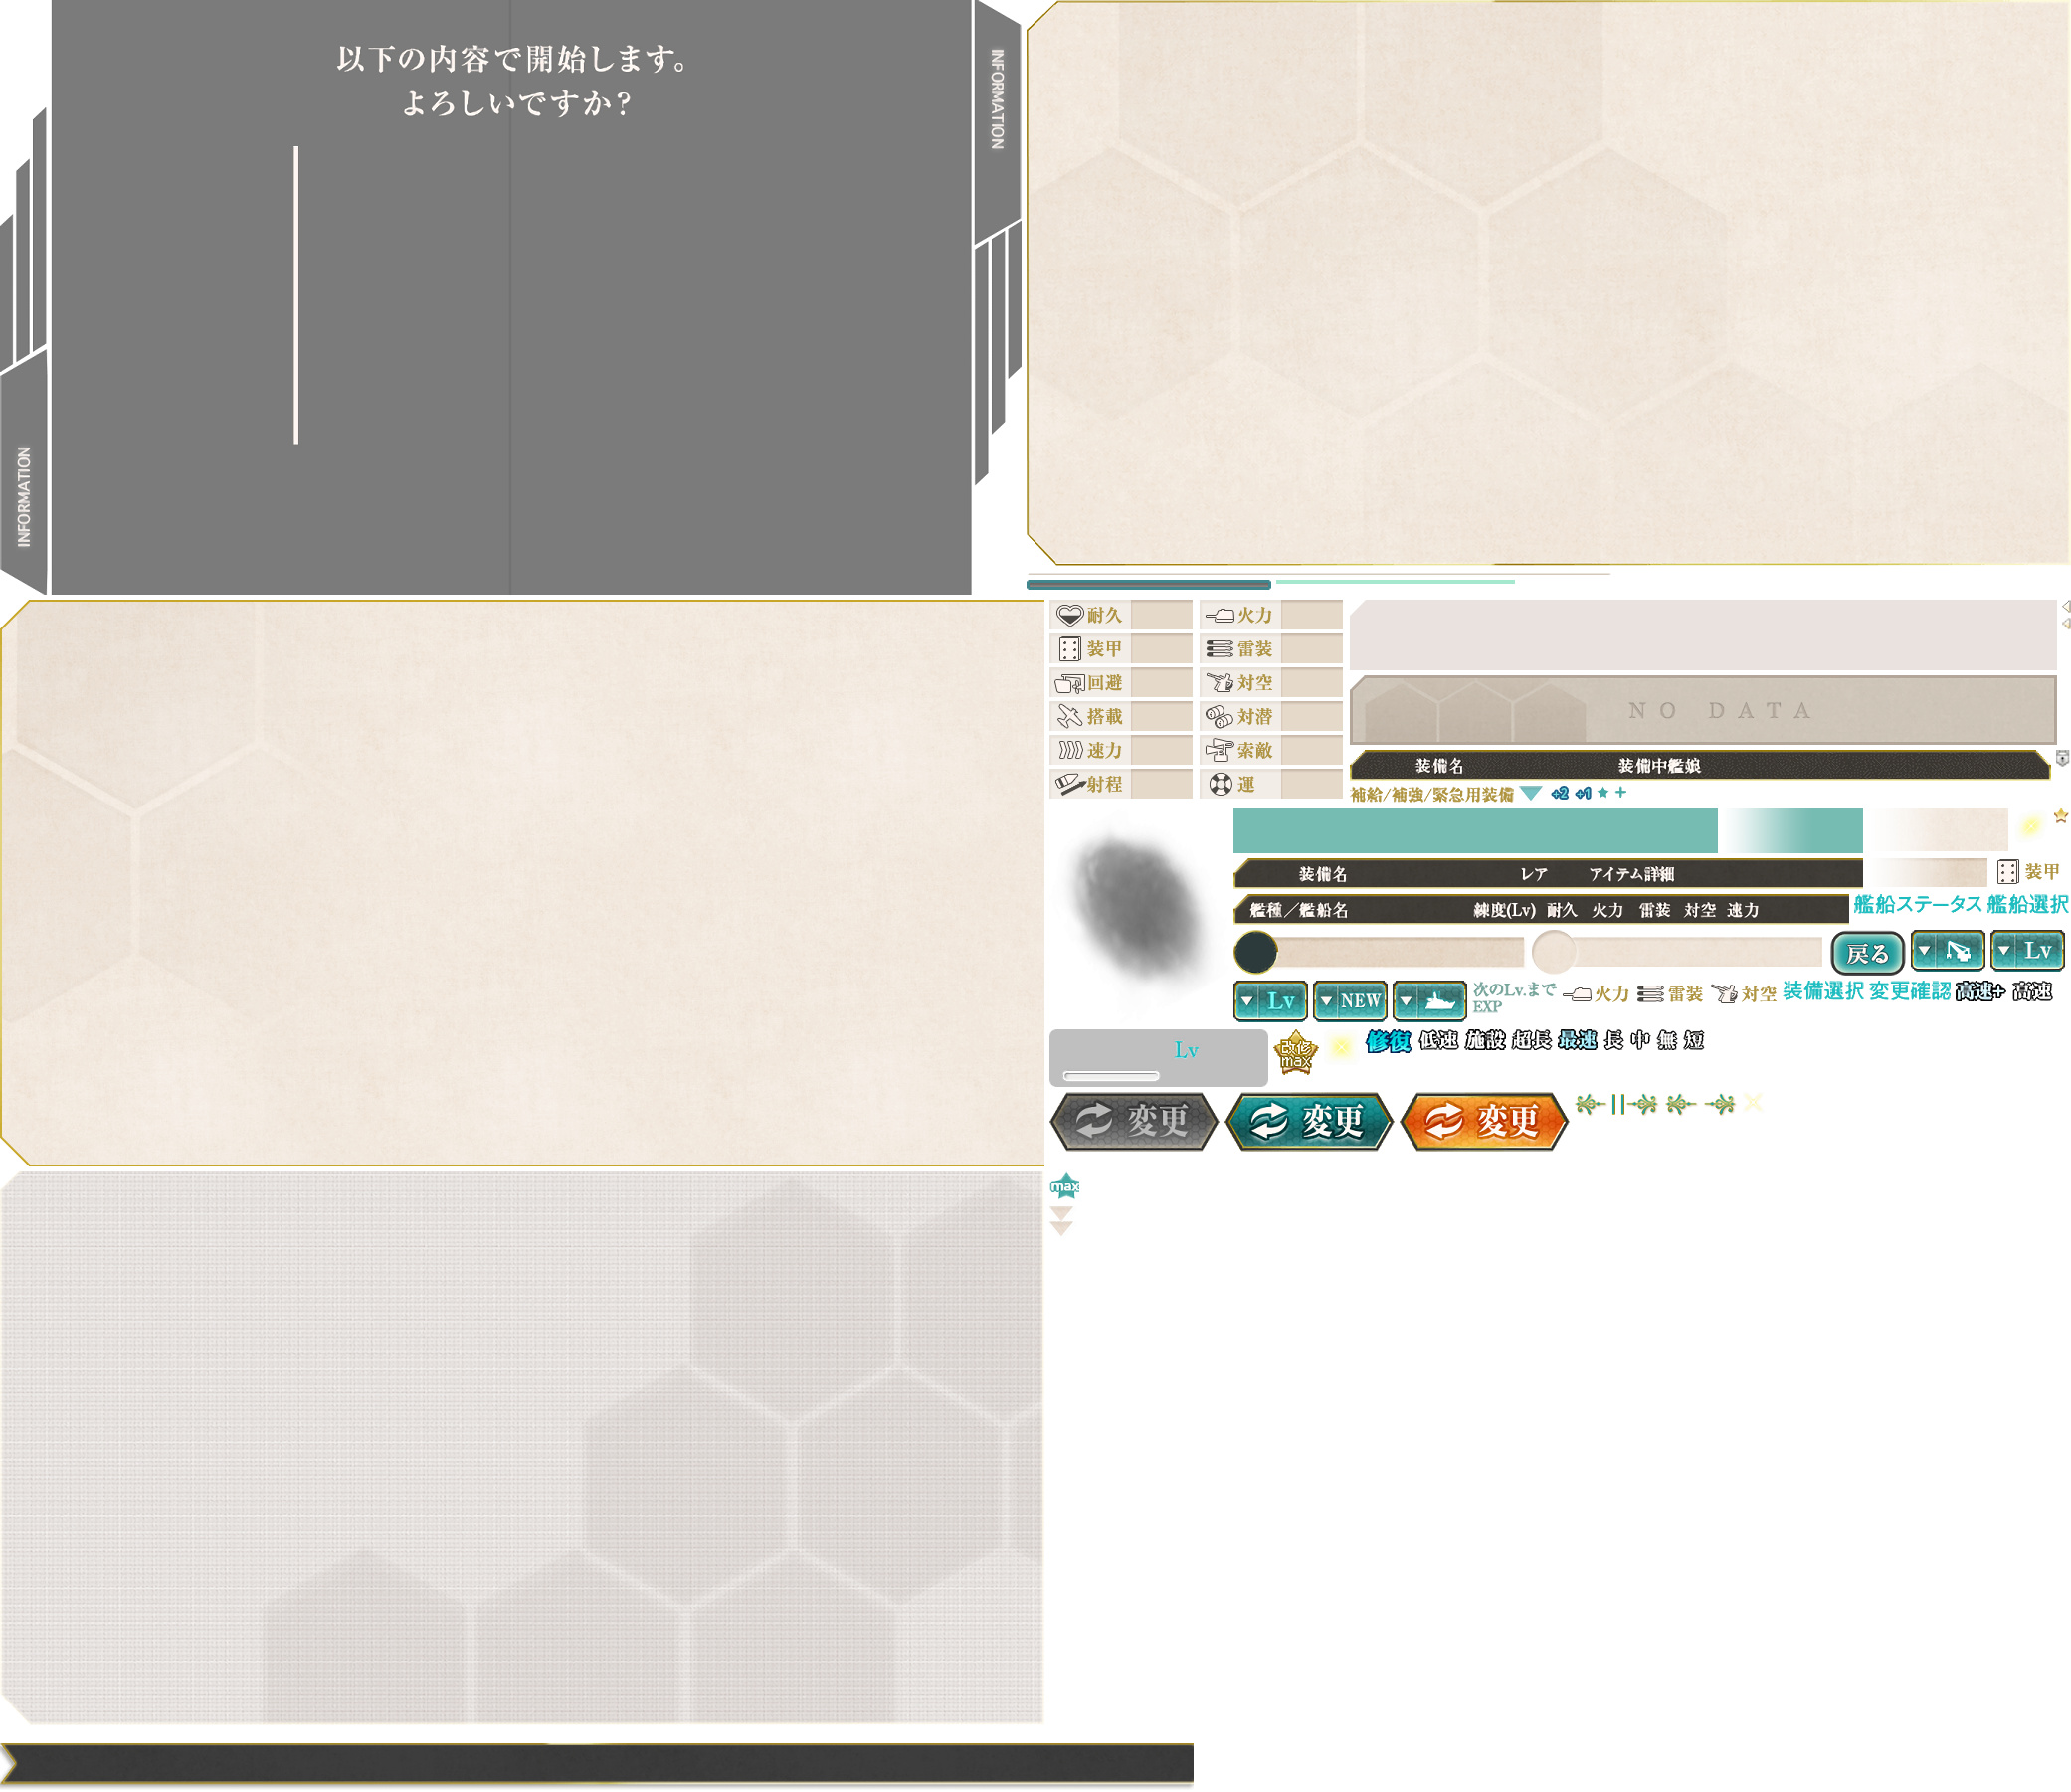 以下の内容で開始します。
よろしいですか?
INFORMATION
INFORMATION
耐久 火力
装甲 雷装
回避 対空
搭載 対潜
速力 索敵
射程 運
NO DATA
装備名 装備中艦娘
補給/補強/緊急用装備 +2 +1
装備名 レア アイテム詳細
装甲
艦種/艦船名 練度(Lv) 耐久 火力 雷装 対空 速力
艦船ステータス 艦船選択
戻る Lv
Lv NEW
次のLv.まで
EXP
火力 雷装 対空 装備選択 変更確認 高速+ 高速
Lv
改修
max
修復 低速 施設 超長 最速 長 中 無 短
変更 変更 変更
max